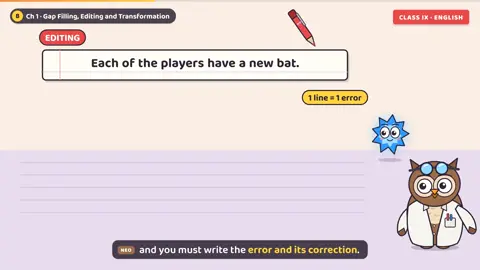 B Ch 1 - Gap Filling, Editing and Transformation
CLASS IX - ENGLISH
EDITING
Each of the players have a new bat.
1 line = 1 error
NEO and you must write the error and its correction.